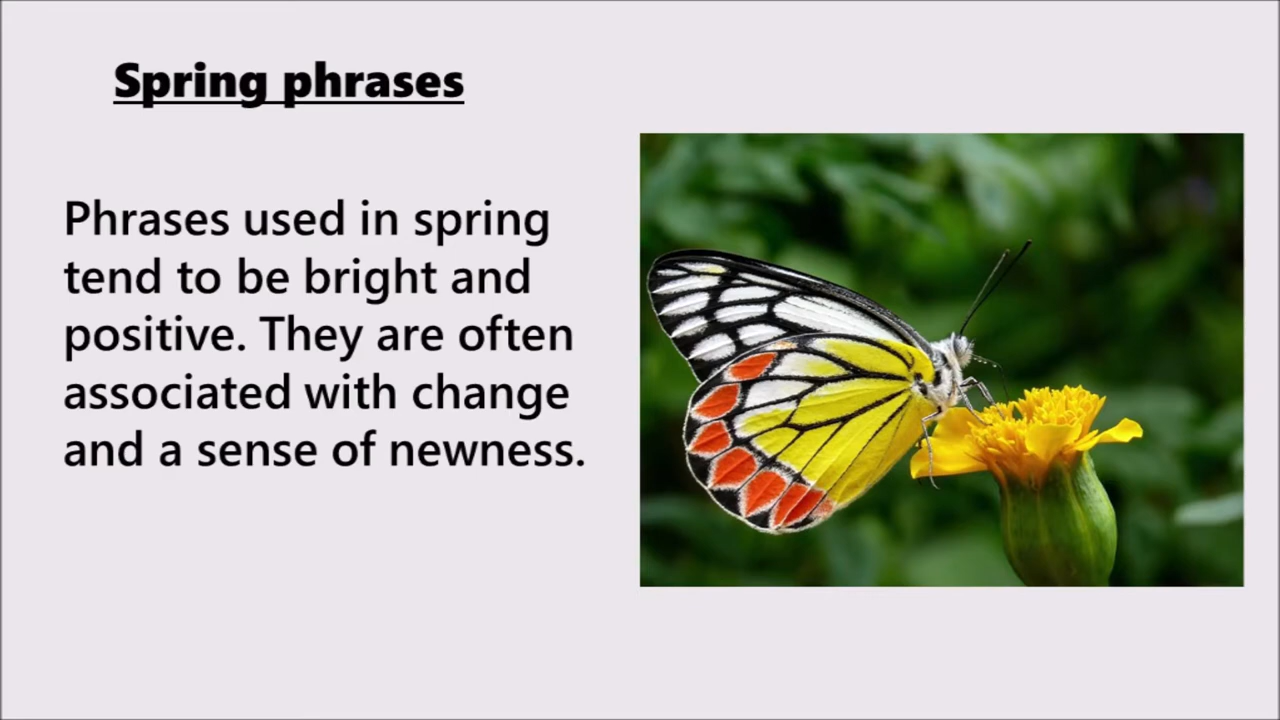 Spring phrases
Phrases used in spring
tend to be bright and
positive. They are often
associated with change
and a sense of newness.